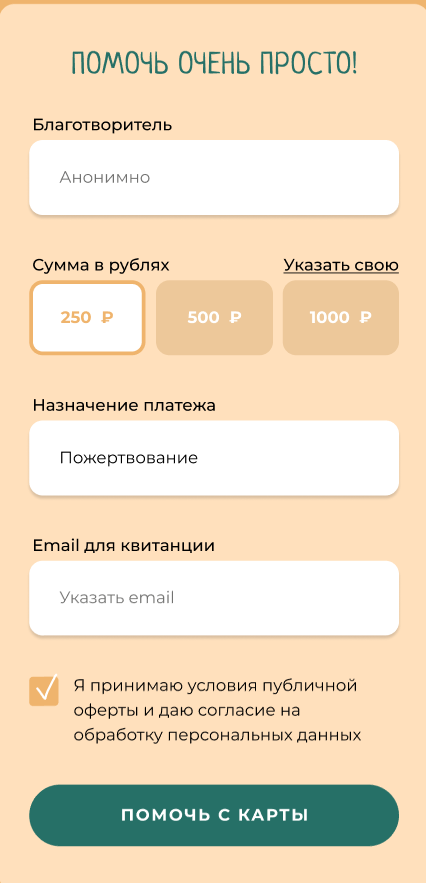 ПОМОЧЬ ОЧЕНЬ ПРОСТО!
Благотворитель
Анонимно
Сумма в рублях Указать свою
250 ₽ 500 ₽ 1000 ₽
Назначение платежа
Пожертвование
Email для квитанции
Указать email
Я принимаю условия публичной
оферты и даю согласие на
обработку персональных данных
ПОМОЧЬ С КАРТЫ